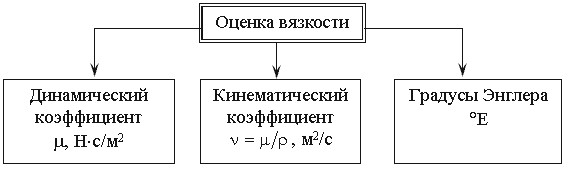 Оценка вязкости
Динамический
коэффициент
μ, Н·с/м²
Кинематический
коэффициент
ν = μ/ρ , м²/с
Градусы Энглера
°Е